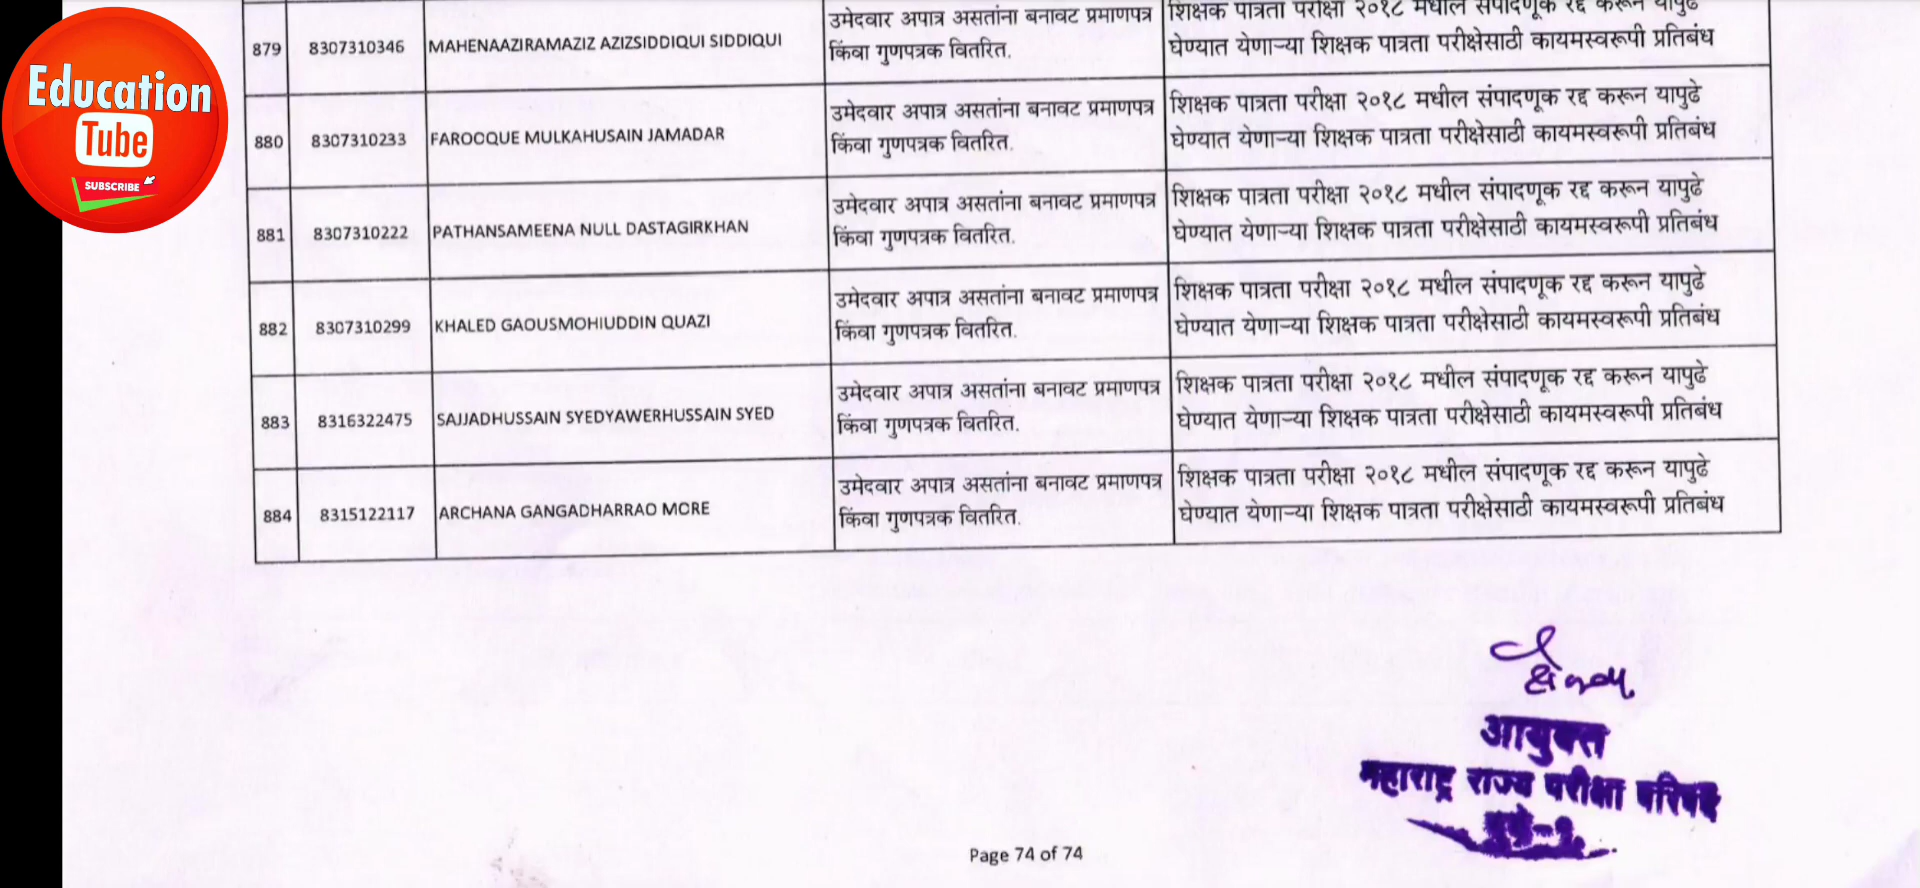 Education
Tube
SUBSCRIBE
879 8307310346 MAHENAAZIRAMAZIZ AZIZSIDDIQUI SIDDIQUI
उमेदवार अपात्र असतांना बनावट प्रमाणपत्र
किंवा गुणपत्रक वितरित.
शिक्षक पात्रता परीक्षा २०१८ मधील संपादणूक रद्द करून यापुढे
घेण्यात येणाऱ्या शिक्षक पात्रता परीक्षेसाठी कायमस्वरूपी प्रतिबंध
880 8307310233 FAROCQUE MULKAHUSAIN JAMADAR
उमेदवार अपात्र असतांना बनावट प्रमाणपत्र
किंवा गुणपत्रक वितरित.
शिक्षक पात्रता परीक्षा २०१८ मधील संपादणूक रद्द करून यापुढे
घेण्यात येणाऱ्या शिक्षक पात्रता परीक्षेसाठी कायमस्वरूपी प्रतिबंध
881 8307310222 PATHANSAMEENA NULL DASTAGIRKHAN
उमेदवार अपात्र असतांना बनावट प्रमाणपत्र
किंवा गुणपत्रक वितरित.
शिक्षक पात्रता परीक्षा २०१८ मधील संपादणूक रद्द करून यापुढे
घेण्यात येणाऱ्या शिक्षक पात्रता परीक्षेसाठी कायमस्वरूपी प्रतिबंध
882 8307310299 KHALED GAOUSMOHIUDDIN QUAZI
उमेदवार अपात्र असतांना बनावट प्रमाणपत्र
किंवा गुणपत्रक वितरित.
शिक्षक पात्रता परीक्षा २०१८ मधील संपादणूक रद्द करून यापुढे
घेण्यात येणाऱ्या शिक्षक पात्रता परीक्षेसाठी कायमस्वरूपी प्रतिबंध
883 8316322475 SAJJADHUSSAIN SYEDYAWERHUSSAIN SYED
उमेदवार अपात्र असतांना बनावट प्रमाणपत्र
किंवा गुणपत्रक वितरित.
शिक्षक पात्रता परीक्षा २०१८ मधील संपादणूक रद्द करून यापुढे
घेण्यात येणाऱ्या शिक्षक पात्रता परीक्षेसाठी कायमस्वरूपी प्रतिबंध
884 8315122117 ARCHANA GANGADHARRAO MORE
उमेदवार अपात्र असतांना बनावट प्रमाणपत्र
किंवा गुणपत्रक वितरित.
शिक्षक पात्रता परीक्षा २०१८ मधील संपादणूक रद्द करून यापुढे
घेण्यात येणाऱ्या शिक्षक पात्रता परीक्षेसाठी कायमस्वरूपी प्रतिबंध
आयुक्त
महाराष्ट्र राज्य परीक्षा परिषद
Page 74 of 74